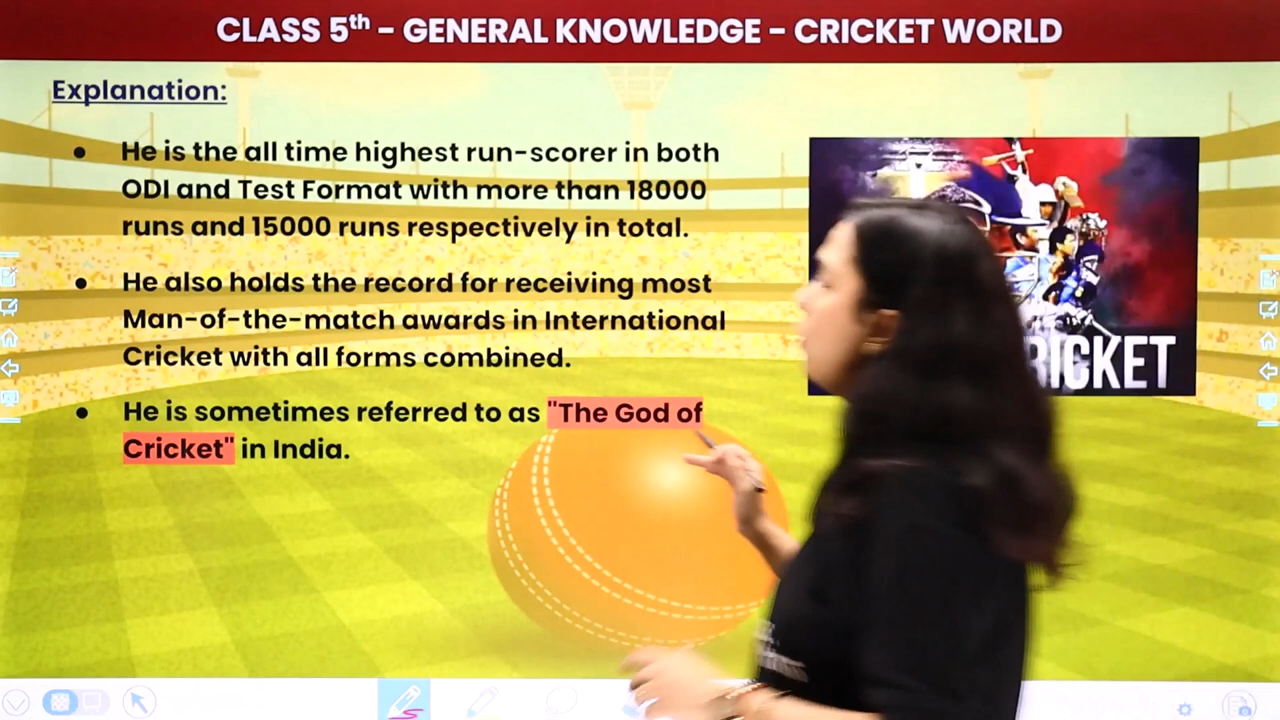 CLASS 5th - GENERAL KNOWLEDGE - CRICKET WORLD
Explanation:
● He is the all time highest run-scorer in both
ODI and Test Format with more than 18000
runs and 15000 runs respectively in total.
● He also holds the record for receiving most
Man-of-the-match awards in International
Cricket with all forms combined.
● He is sometimes referred to as "The God of
Cricket" in India.
RICKET